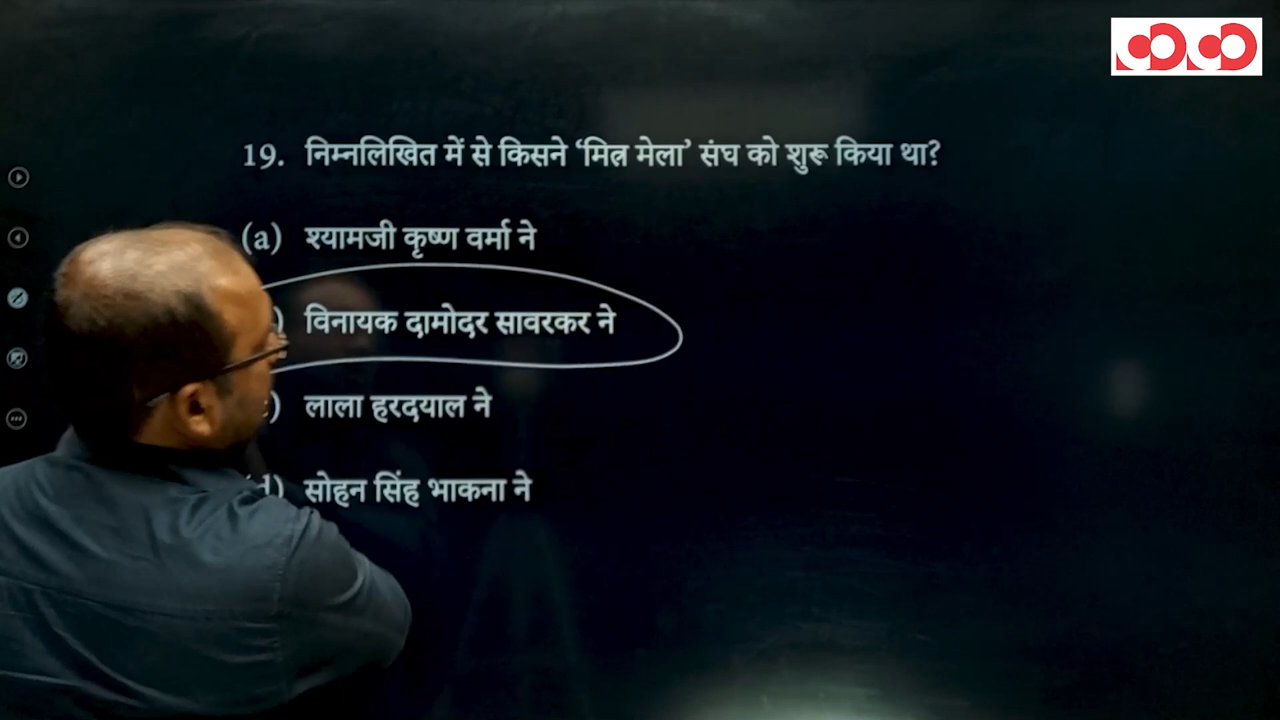 19. निम्नलिखित में से किसने ‘मित्र मेला’ संघ को शुरू किया था?
(a) श्यामजी कृष्ण वर्मा ने
) विनायक दामोदर सावरकर ने
) लाला हरदयाल ने
d) सोहन सिंह भाकना ने